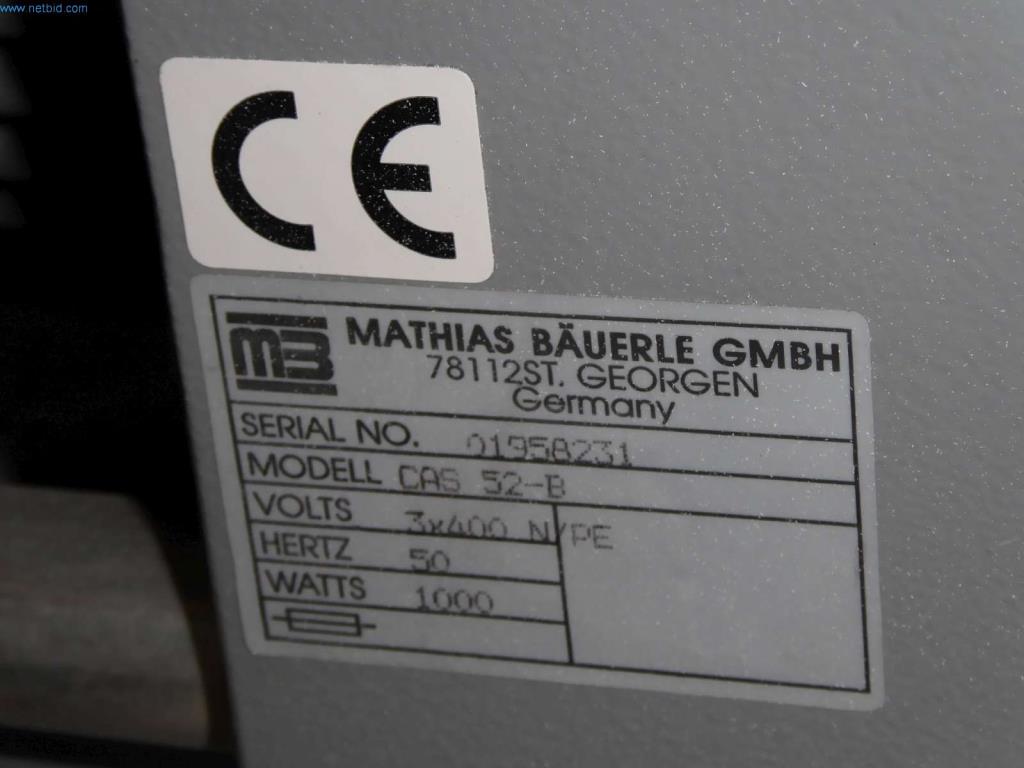 www.netbid.com
CE
MB MATHIAS BÄUERLE GMBH
78112ST. GEORGEN
Germany
SERIAL NO. 01958231
MODELL CAS 52-B
VOLTS 3x400 N/PE
HERTZ 50
WATTS 1000